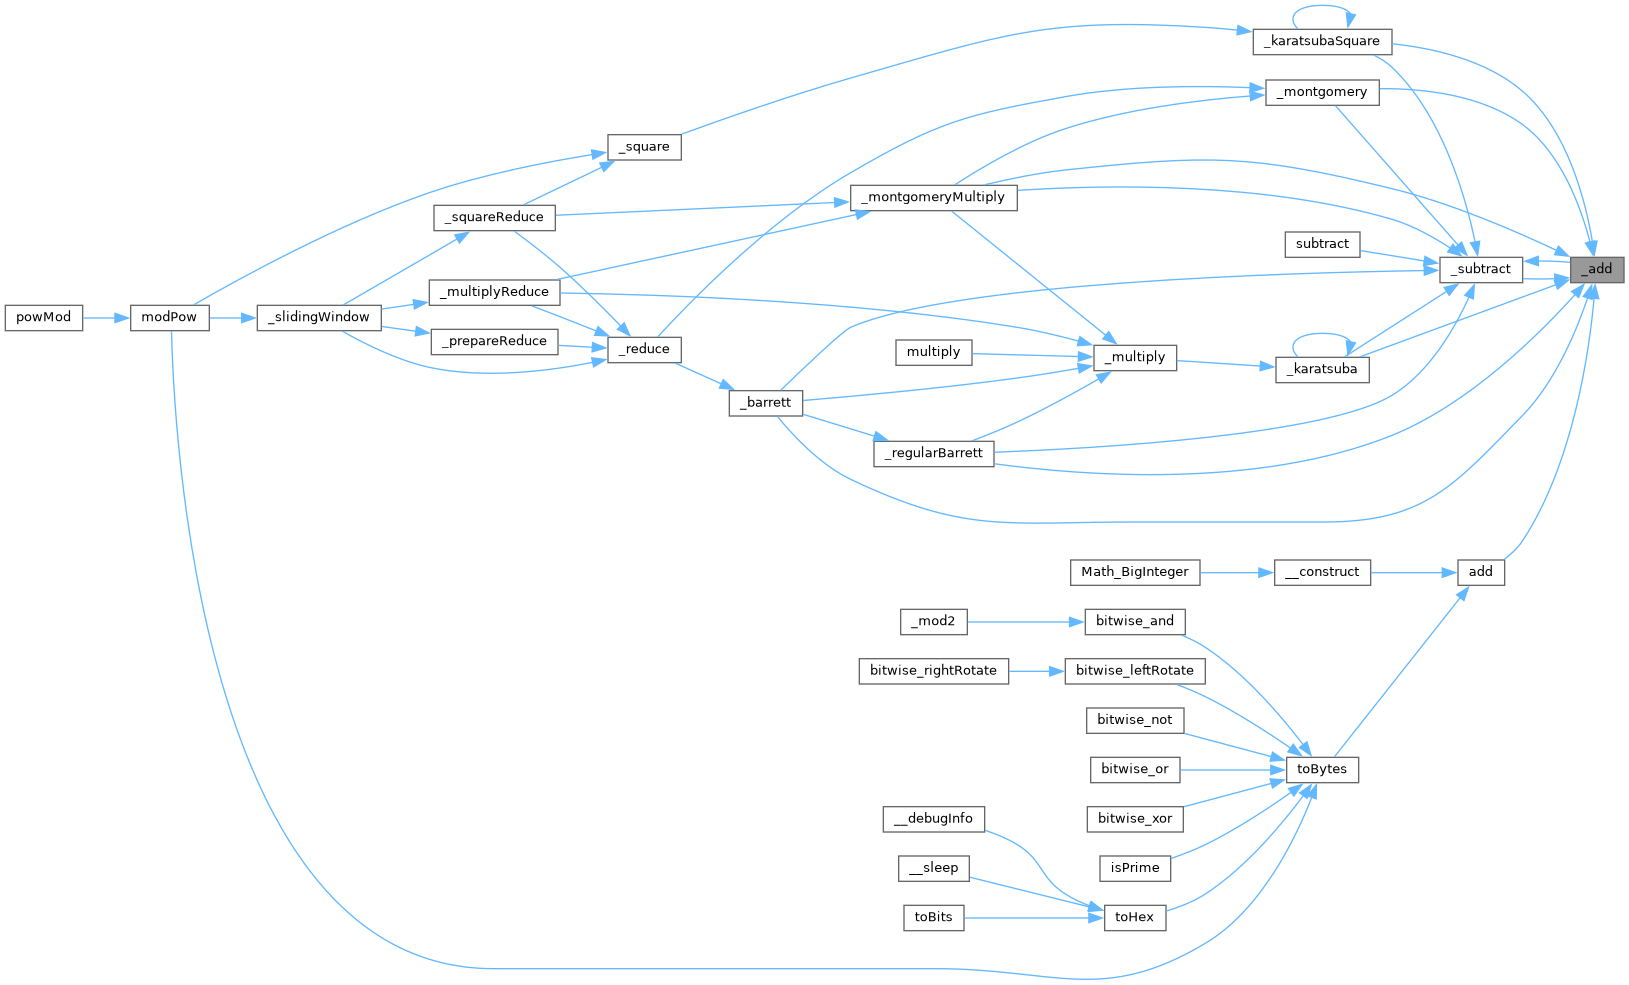 _karatsubaSquare
_montgomery
_square
_montgomeryMultiply
_squareReduce
subtract
_subtract
_add
_multiplyReduce
powMod
modPow
_slidingWindow
_prepareReduce
_reduce
multiply
_multiply
_karatsuba
_barrett
_regularBarrett
Math_BigInteger
__construct
add
_mod2
bitwise_and
bitwise_rightRotate
bitwise_leftRotate
bitwise_not
bitwise_or
toBytes
__debugInfo
bitwise_xor
__sleep
isPrime
toBits
toHex